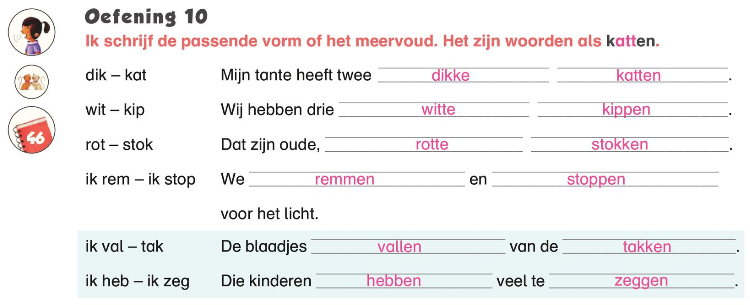 Oefening 10
Ik schrijf de passende vorm of het meervoud. Het zijn woorden als katten.
dik – kat Mijn tante heeft twee dikke katten.
wit – kip Wij hebben drie witte kippen.
46
rot – stok Dat zijn oude, rotte stokken.
ik rem – ik stop We remmen en stoppen
voor het licht.
ik val – tak De blaadjes vallen van de takken.
ik heb – ik zeg Die kinderen hebben veel te zeggen.